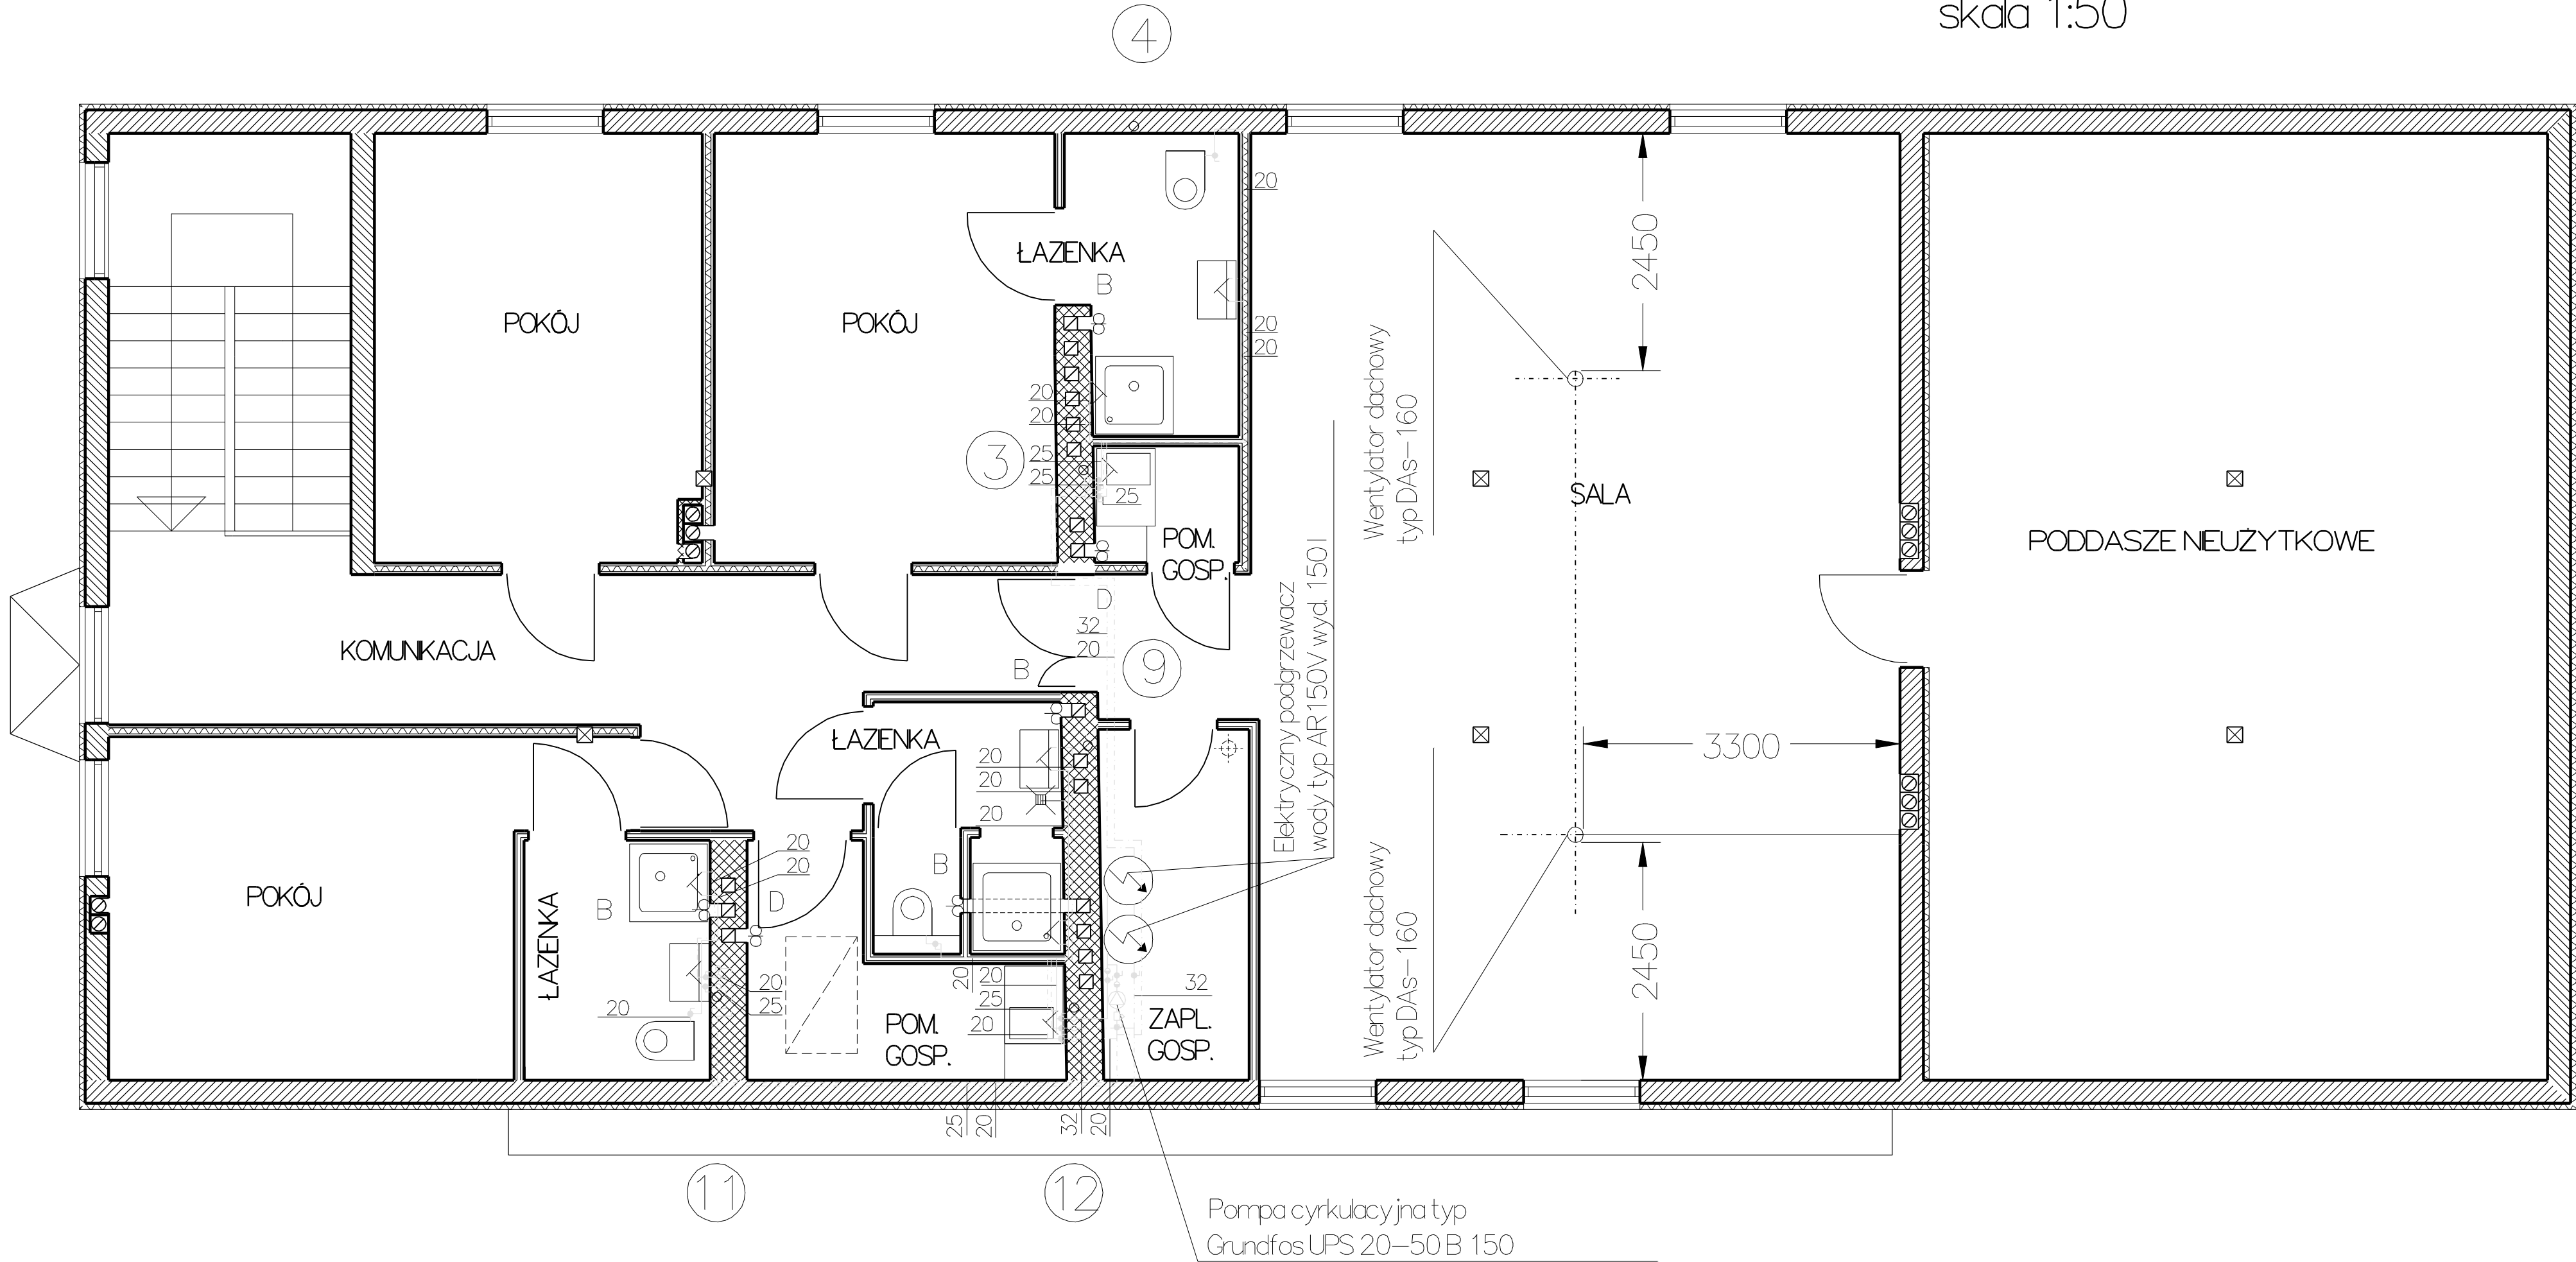 skala 1:50
4
20
ŁAZIENKA
B
2450
POKÓJ
POKÓJ
20
20
Wentylator dachowy
typ DAs-160
20
20
3
25
25
25
SALA
POM.
GOSP.
PODDASZE NIEUŻYTKOWE
Elektryczny podgrzewacz
wody typ AR150V wyd. 150 l
D
32
20
B
9
KOMUNIKACJA
ŁAZIENKA
20
20
20
3300
20
20
B
D
B
POKÓJ
ŁAZIENKA
Wentylator dachowy
typ DAs-160
2450
20
20
25
20
20
25
20
32
POM.
GOSP.
ZAPL.
GOSP.
25
20
32
20
11
12
Pompa cyrkulacyjna typ
Grundfos UPS 20-50 B 150